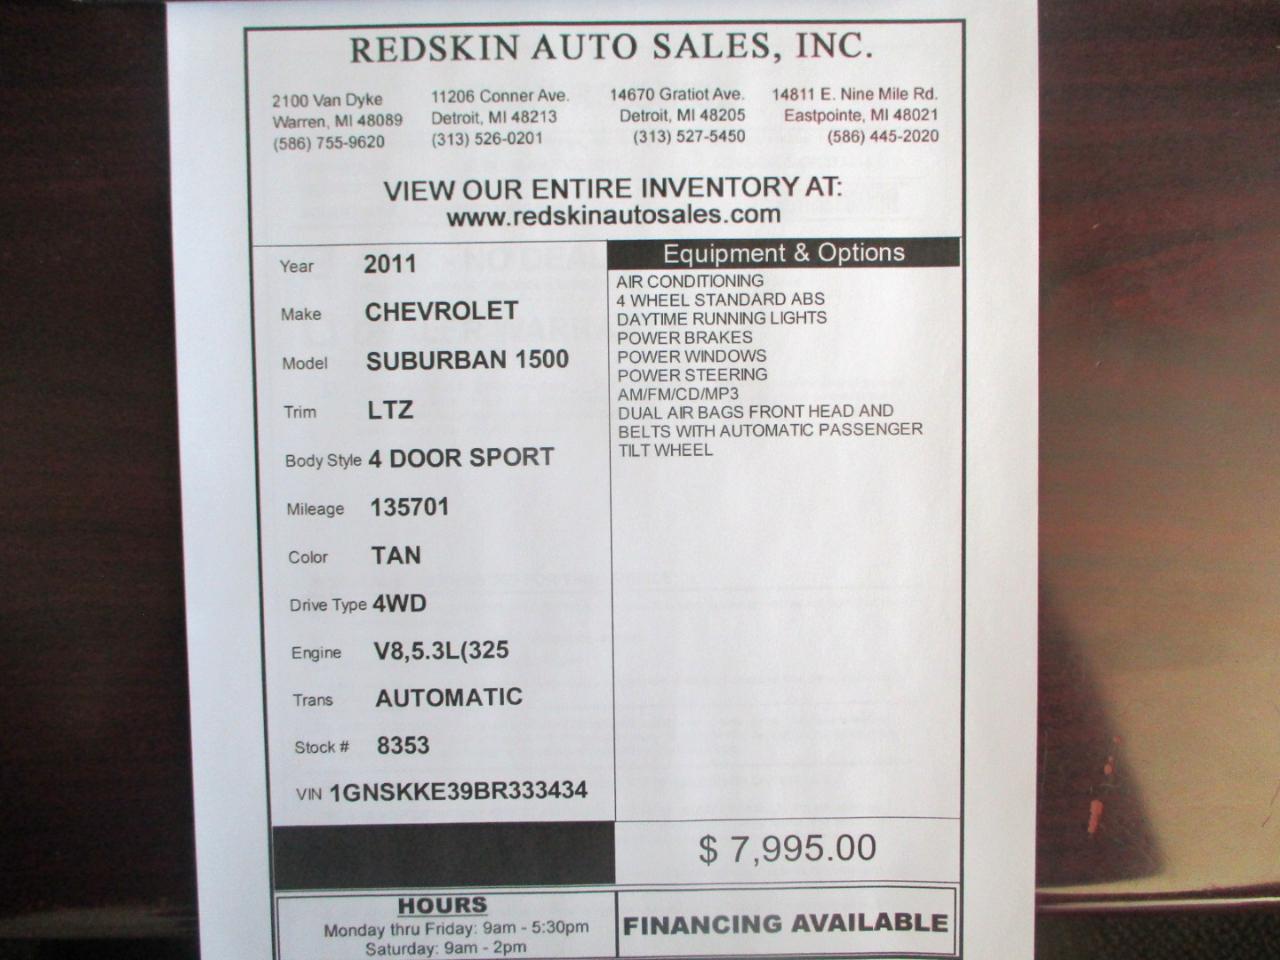 REDSKIN AUTO SALES, INC.
2100 Van Dyke
Warren, MI 48089
(586) 755-9620
11206 Conner Ave.
Detroit, MI 48213
(313) 526-0201
14670 Gratiot Ave.
Detroit, MI 48205
(313) 527-5450
14811 E. Nine Mile Rd.
Eastpointe, MI 48021
(586) 445-2020
VIEW OUR ENTIRE INVENTORY AT:
www.redskinautosales.com
Year 2011
Make CHEVROLET
Model SUBURBAN 1500
Trim LTZ
Body Style 4 DOOR SPORT
Mileage 135701
Color TAN
Drive Type 4WD
Engine V8,5.3L(325
Trans AUTOMATIC
Stock # 8353
VIN 1GNSKKE39BR333434
Equipment & Options
AIR CONDITIONING
4 WHEEL STANDARD ABS
DAYTIME RUNNING LIGHTS
POWER BRAKES
POWER WINDOWS
POWER STEERING
AM/FM/CD/MP3
DUAL AIR BAGS FRONT HEAD AND
BELTS WITH AUTOMATIC PASSENGER
TILT WHEEL
$ 7,995.00
HOURS
Monday thru Friday: 9am - 5:30pm
Saturday: 9am - 2pm
FINANCING AVAILABLE